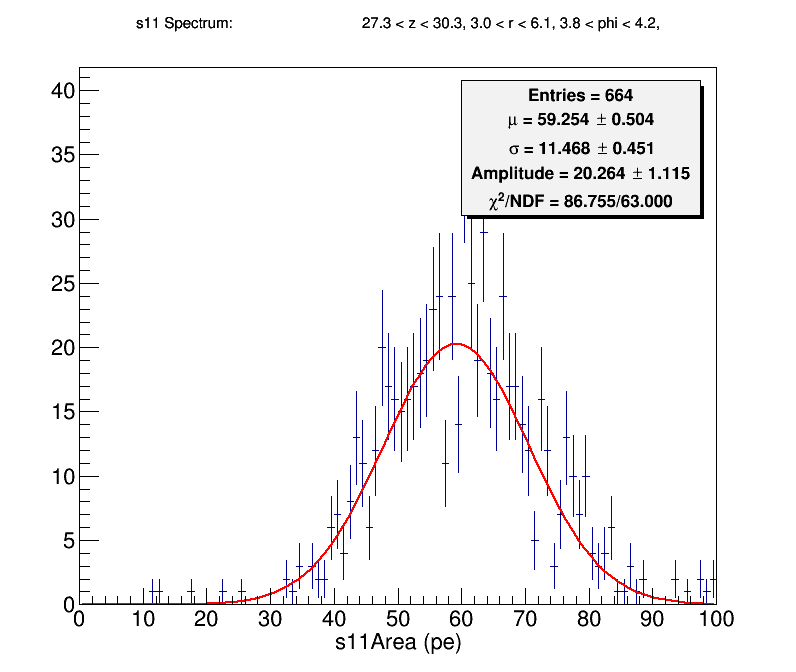 s11 Spectrum: 27.3 < z < 30.3, 3.0 < r < 6.1, 3.8 < phi < 4.2,
Entries = 664
μ = 59.254 ± 0.504
σ = 11.468 ± 0.451
Amplitude = 20.264 ± 1.115
χ²/NDF = 86.755/63.000
40
35
30
25
20
15
10
5
0
0 10 20 30 40 50 60 70 80 90 100
s11Area (pe)